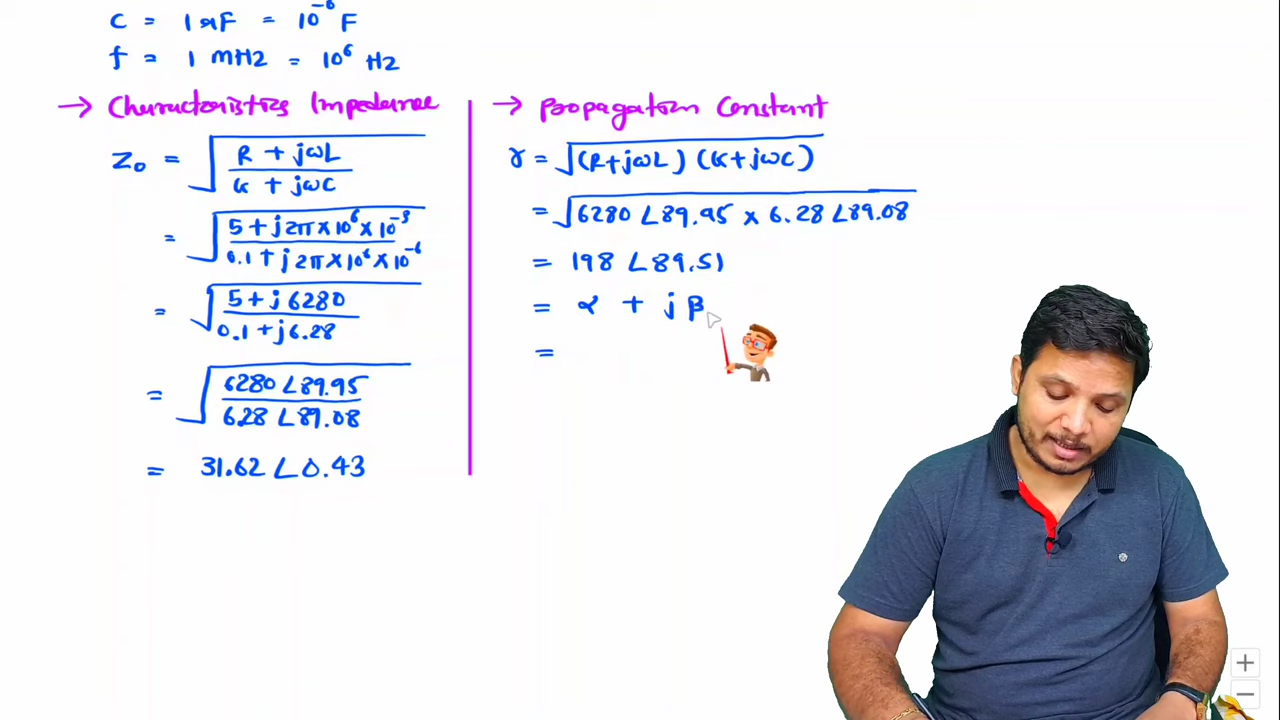 C = 1 μF = 10⁻⁶ F
f = 1 MHz = 10⁶ Hz
→ Characteristics Impedance
Z₀ = √((R + jωL)/(G + jωC))
= √((5 + j2π×10⁶×10⁻³)/(0.1 + j2π×10⁶×10⁻⁶))
= √((5 + j6280)/(0.1 + j6.28))
= √((6280∠89.95)/(6.28∠89.08))
= 31.62∠0.43
→ Propagation Constant
γ = √((R+jωL)(G+jωC))
= √(6280∠89.95 × 6.28∠89.08)
= 198∠89.51
= α + jβ
=